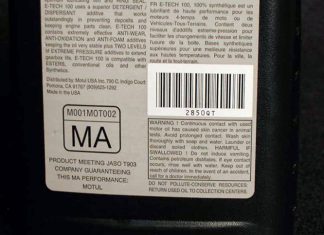 E-TECH 100 uses a superior DETERGENT /
DISPERSANT additive that works
outstandingly in preventing deposits, and
keeping engine parts clean. E-TECH 100
contains extremely effective ANTI-WEAR,
ANTI-OXIDATION and ANTI-FOAM additives
keeping the oil very stable plus TWO LEVELS
of EXTREME PRESSURE additives to extend
gearbox life. E-TECH 100 is compatible with
ESTERS, conventional oils and other
Synthetics.
Distributed by: Motul USA Inc. 790-C Indigo Court
Pomona, CA 91767 (909)625-1292
Made in U.S.A.
M001MOT002
MA
PRODUCT MEETING JASO T903
COMPANY GUARANTEEING
THIS MA PERFORMANCE:
MOTUL
FR E-TECH 100, 100% synthétique est un
lubrifiant de haute performance pour les
moteurs 4-temps de moto ou de
Véhicules-Tous-Terrains. Contient deux
niveaux d'additifs extrême-pression pour
faciliter les changements de vitesse et limiter
l'usure de la boîte. Bases synthétiques
supérieures pour une meilleure résistance
aux hautes températures. Pour la ville, la
route et le tout-terrain.
2850QT
WARNING ! Continuous contact with used
motor oil has caused skin cancer in animal
tests. Avoid prolonged contact. Wash skin
thoroughly with soap and water. Launder or
discard soiled clothes. HARMFUL IF
SWALLOWED ! Do not induce vomiting.
Contains petroleum distillates. If eye contact
occurs, rinse well with water. Keep out of
reach of children. In the event of an accident,
call for a doctor immediately.
DO NOT POLLUTE-CONSERVE RESOURCES:
RETURN USED OIL TO COLLECTION CENTERS